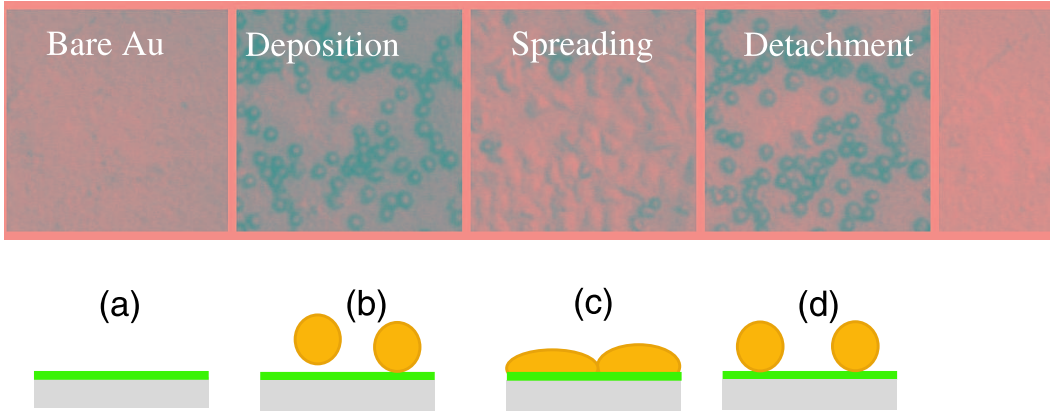 Bare Au
Deposition
Spreading
Detachment
(a)
(b)
(c)
(d)